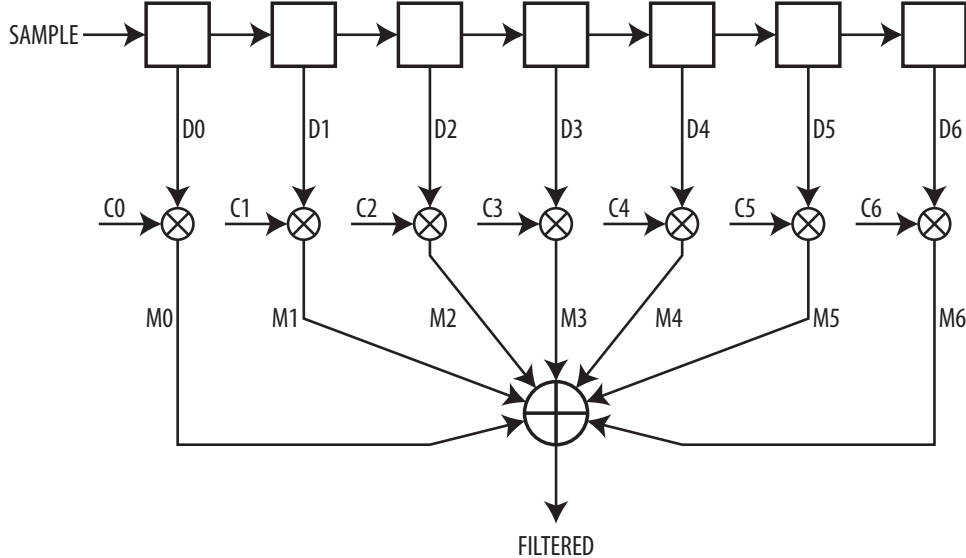 SAMPLE
D0 D1 D2 D3 D4 D5 D6
C0 C1 C2 C3 C4 C5 C6
M0 M1 M2 M3 M4 M5 M6
FILTERED